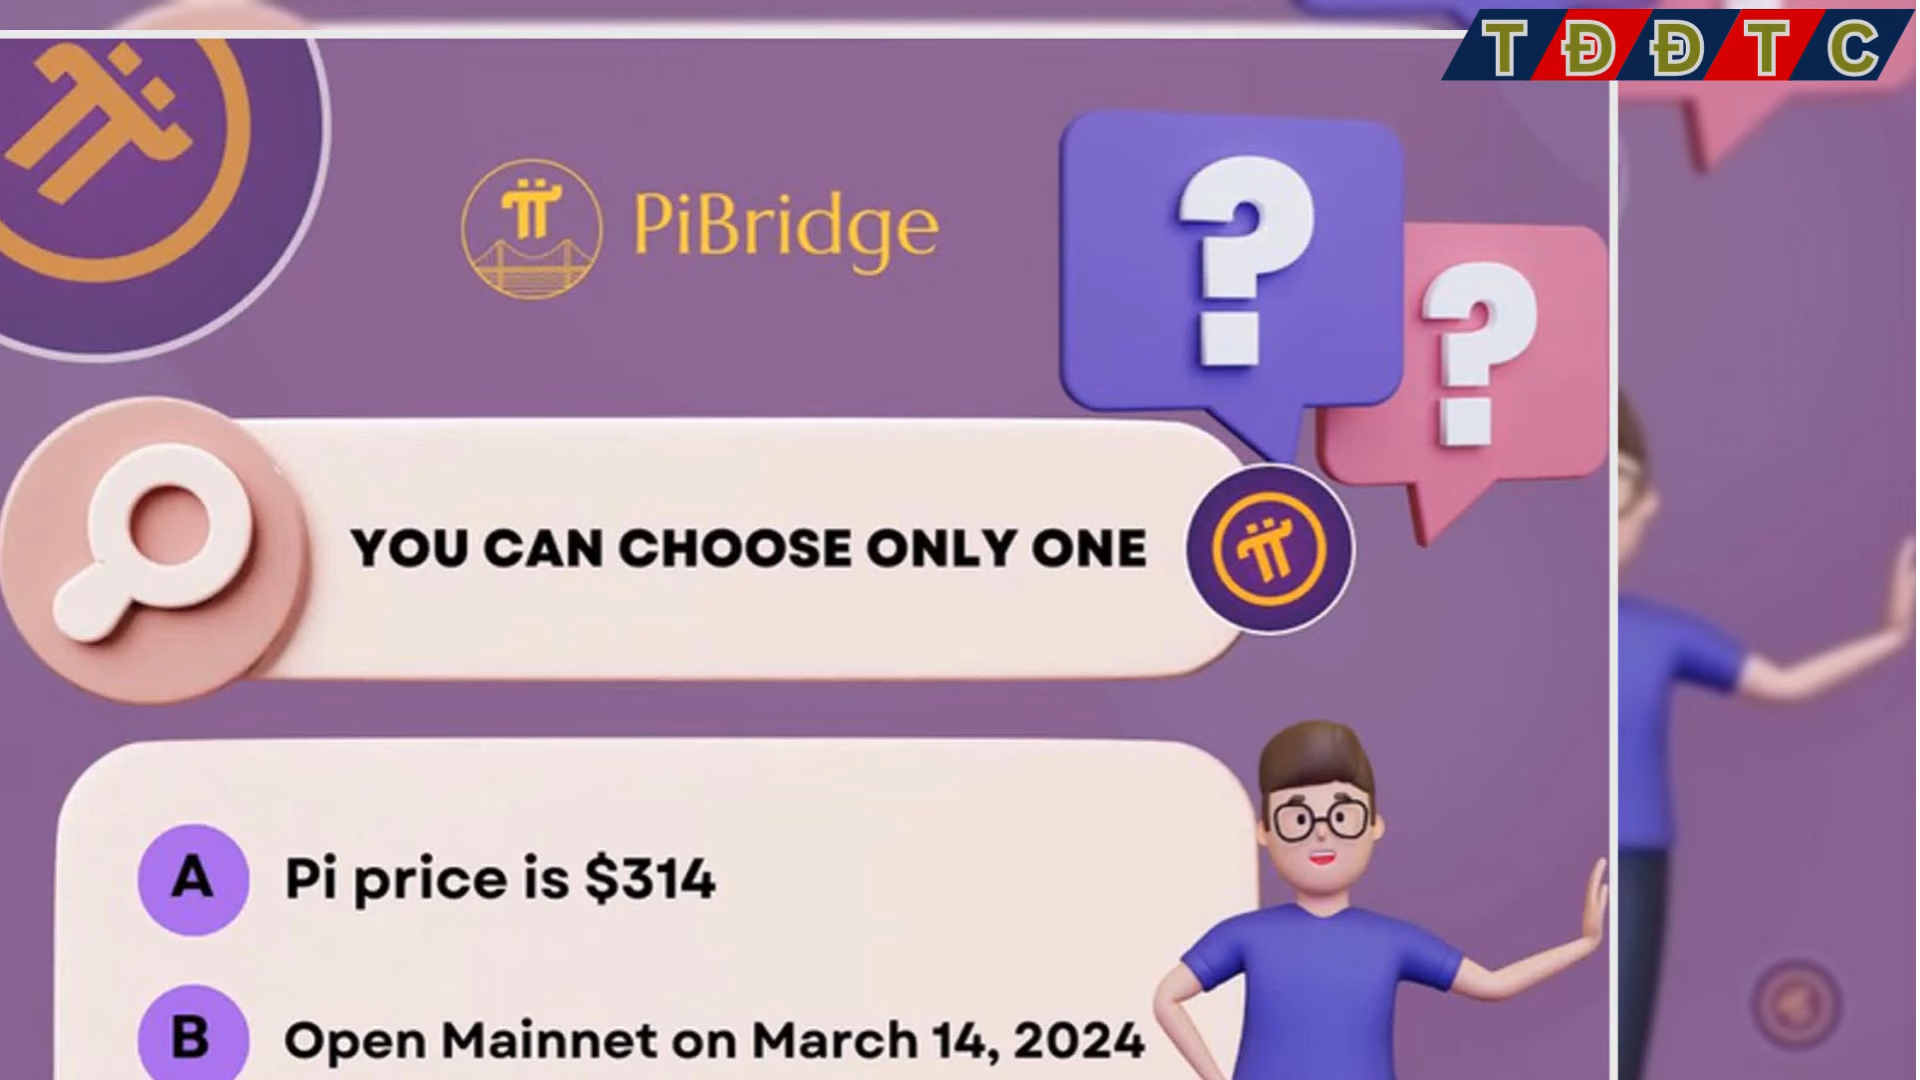 TĐĐTC
PiBridge
YOU CAN CHOOSE ONLY ONE
A Pi price is $314
B Open Mainnet on March 14, 2024